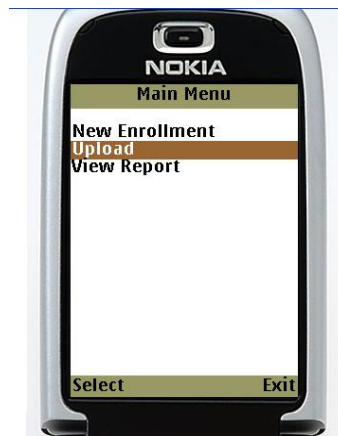 NOKIA
Main Menu
New Enrollment
Upload
View Report
Select Exit